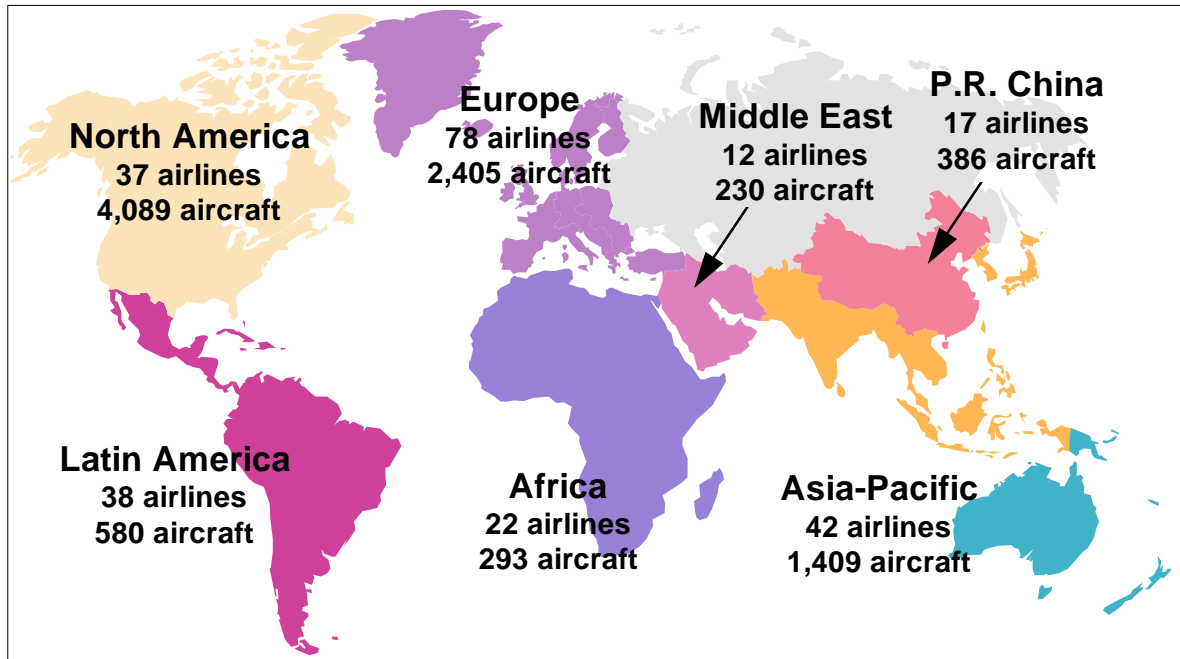 North America
37 airlines
4,089 aircraft
Europe
78 airlines
2,405 aircraft
Middle East
12 airlines
230 aircraft
P.R. China
17 airlines
386 aircraft
Latin America
38 airlines
580 aircraft
Africa
22 airlines
293 aircraft
Asia-Pacific
42 airlines
1,409 aircraft